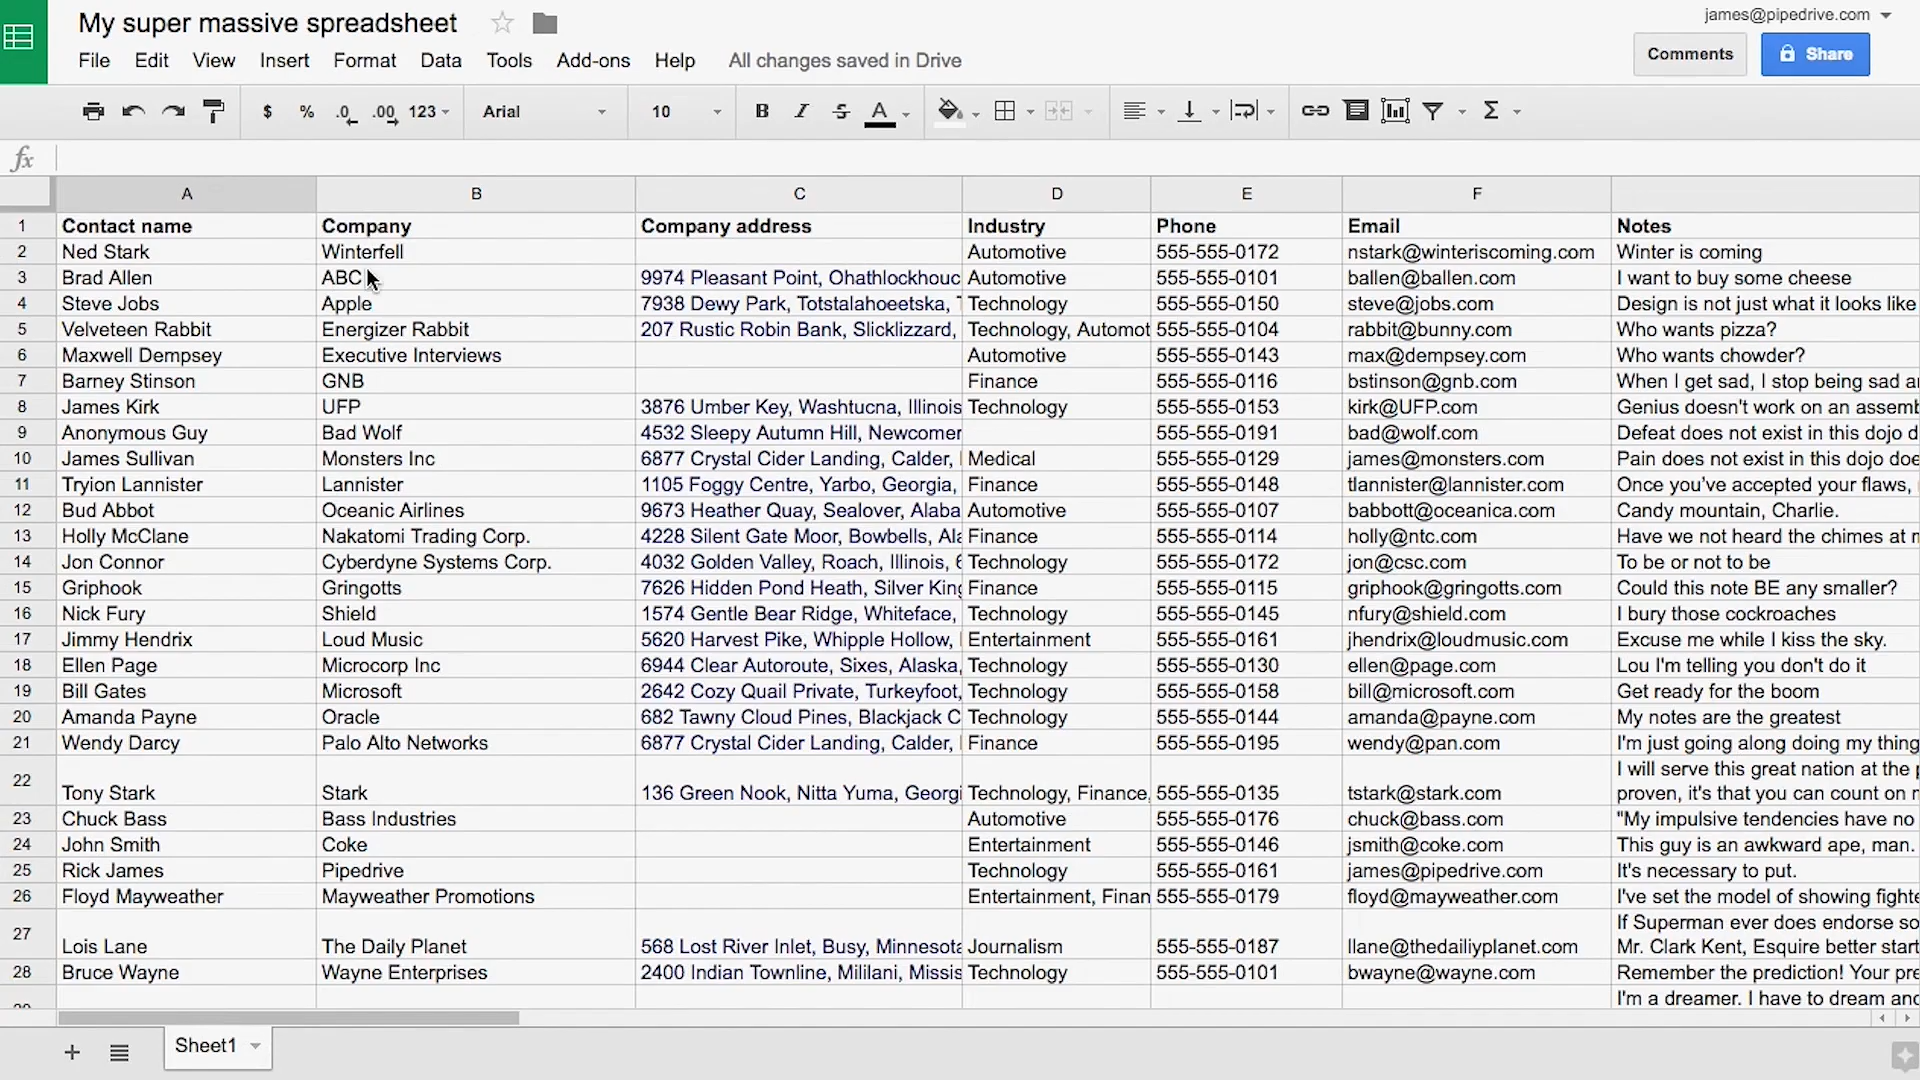 My super massive spreadsheet
james@pipedrive.com
File Edit View Insert Format Data Tools Add-ons Help All changes saved in Drive
Comments Share
$ % .0 .00 123 Arial 10 B I S A Σ
fx
A B C D E F
1 Contact name Company Company address Industry Phone Email Notes
2 Ned Stark Winterfell Automotive 555-555-0172 nstark@winteriscoming.com Winter is coming
3 Brad Allen ABC 9974 Pleasant Point, Ohathlockhouc Automotive 555-555-0101 ballen@ballen.com I want to buy some cheese
4 Steve Jobs Apple 7938 Dewy Park, Totstalahoeetska, Technology 555-555-0150 steve@jobs.com Design is not just what it looks like
5 Velveteen Rabbit Energizer Rabbit 207 Rustic Robin Bank, Slicklizzard, Technology, Automot 555-555-0104 rabbit@bunny.com Who wants pizza?
6 Maxwell Dempsey Executive Interviews Automotive 555-555-0143 max@dempsey.com Who wants chowder?
7 Barney Stinson GNB Finance 555-555-0116 bstinson@gnb.com When I get sad, I stop being sad a
8 James Kirk UFP 3876 Umber Key, Washtucna, Illinois Technology 555-555-0153 kirk@UFP.com Genius doesn't work on an assemb
9 Anonymous Guy Bad Wolf 4532 Sleepy Autumn Hill, Newcomer 555-555-0191 bad@wolf.com Defeat does not exist in this dojo d
10 James Sullivan Monsters Inc 6877 Crystal Cider Landing, Calder, Medical 555-555-0129 james@monsters.com Pain does not exist in this dojo doe
11 Tryion Lannister Lannister 1105 Foggy Centre, Yarbo, Georgia, Finance 555-555-0148 tlannister@lannister.com Once you've accepted your flaws,
12 Bud Abbot Oceanic Airlines 9673 Heather Quay, Sealover, Alaba Automotive 555-555-0107 babbott@oceanica.com Candy mountain, Charlie.
13 Holly McClane Nakatomi Trading Corp. 4228 Silent Gate Moor, Bowbells, Ala Finance 555-555-0114 holly@ntc.com Have we not heard the chimes at m
14 Jon Connor Cyberdyne Systems Corp. 4032 Golden Valley, Roach, Illinois, 6 Technology 555-555-0172 jon@csc.com To be or not to be
15 Griphook Gringotts 7626 Hidden Pond Heath, Silver King Finance 555-555-0115 griphook@gringotts.com Could this note BE any smaller?
16 Nick Fury Shield 1574 Gentle Bear Ridge, Whiteface, Technology 555-555-0145 nfury@shield.com I bury those cockroaches
17 Jimmy Hendrix Loud Music 5620 Harvest Pike, Whipple Hollow, Entertainment 555-555-0161 jhendrix@loudmusic.com Excuse me while I kiss the sky.
18 Ellen Page Microcorp Inc 6944 Clear Autoroute, Sixes, Alaska, Technology 555-555-0130 ellen@page.com Lou I'm telling you don't do it
19 Bill Gates Microsoft 2642 Cozy Quail Private, Turkeyfoot, Technology 555-555-0158 bill@microsoft.com Get ready for the boom
20 Amanda Payne Oracle 682 Tawny Cloud Pines, Blackjack C Technology 555-555-0144 amanda@payne.com My notes are the greatest
21 Wendy Darcy Palo Alto Networks 6877 Crystal Cider Landing, Calder, Finance 555-555-0195 wendy@pan.com I'm just going along doing my thing
I will serve this great nation at the p
22 Tony Stark Stark 136 Green Nook, Nitta Yuma, Georgi Technology, Finance, 555-555-0135 tstark@stark.com proven, it's that you can count on m
23 Chuck Bass Bass Industries Automotive 555-555-0176 chuck@bass.com "My impulsive tendencies have no
24 John Smith Coke Entertainment 555-555-0146 jsmith@coke.com This guy is an awkward ape, man.
25 Rick James Pipedrive Technology 555-555-0161 james@pipedrive.com It's necessary to put.
26 Floyd Mayweather Mayweather Promotions Entertainment, Finan 555-555-0179 floyd@mayweather.com I've set the model of showing fighte
If Superman ever does endorse so
27 Lois Lane The Daily Planet 568 Lost River Inlet, Busy, Minnesota Journalism 555-555-0187 llane@thedailiyplanet.com Mr. Clark Kent, Esquire better start
28 Bruce Wayne Wayne Enterprises 2400 Indian Townline, Mililani, Missis Technology 555-555-0101 bwayne@wayne.com Remember the prediction! Your pre
I'm a dreamer. I have to dream and
Sheet1